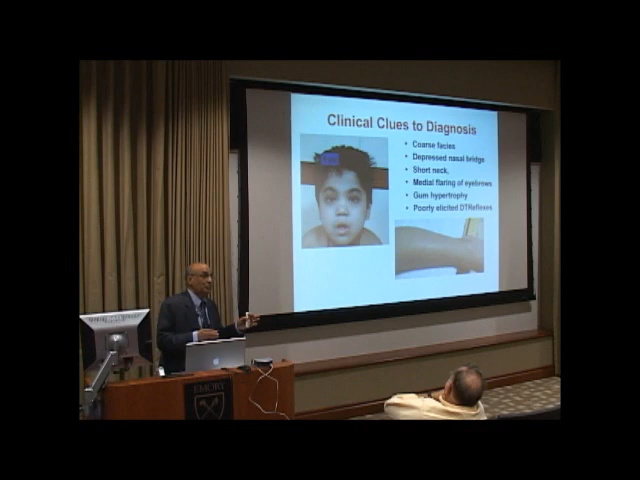 Clinical Clues to Diagnosis
• Coarse facies
• Depressed nasal bridge
• Short neck,
• Medial flaring of eyebrows
• Gum hypertrophy
• Poorly elicited DTReflexes
EMORY